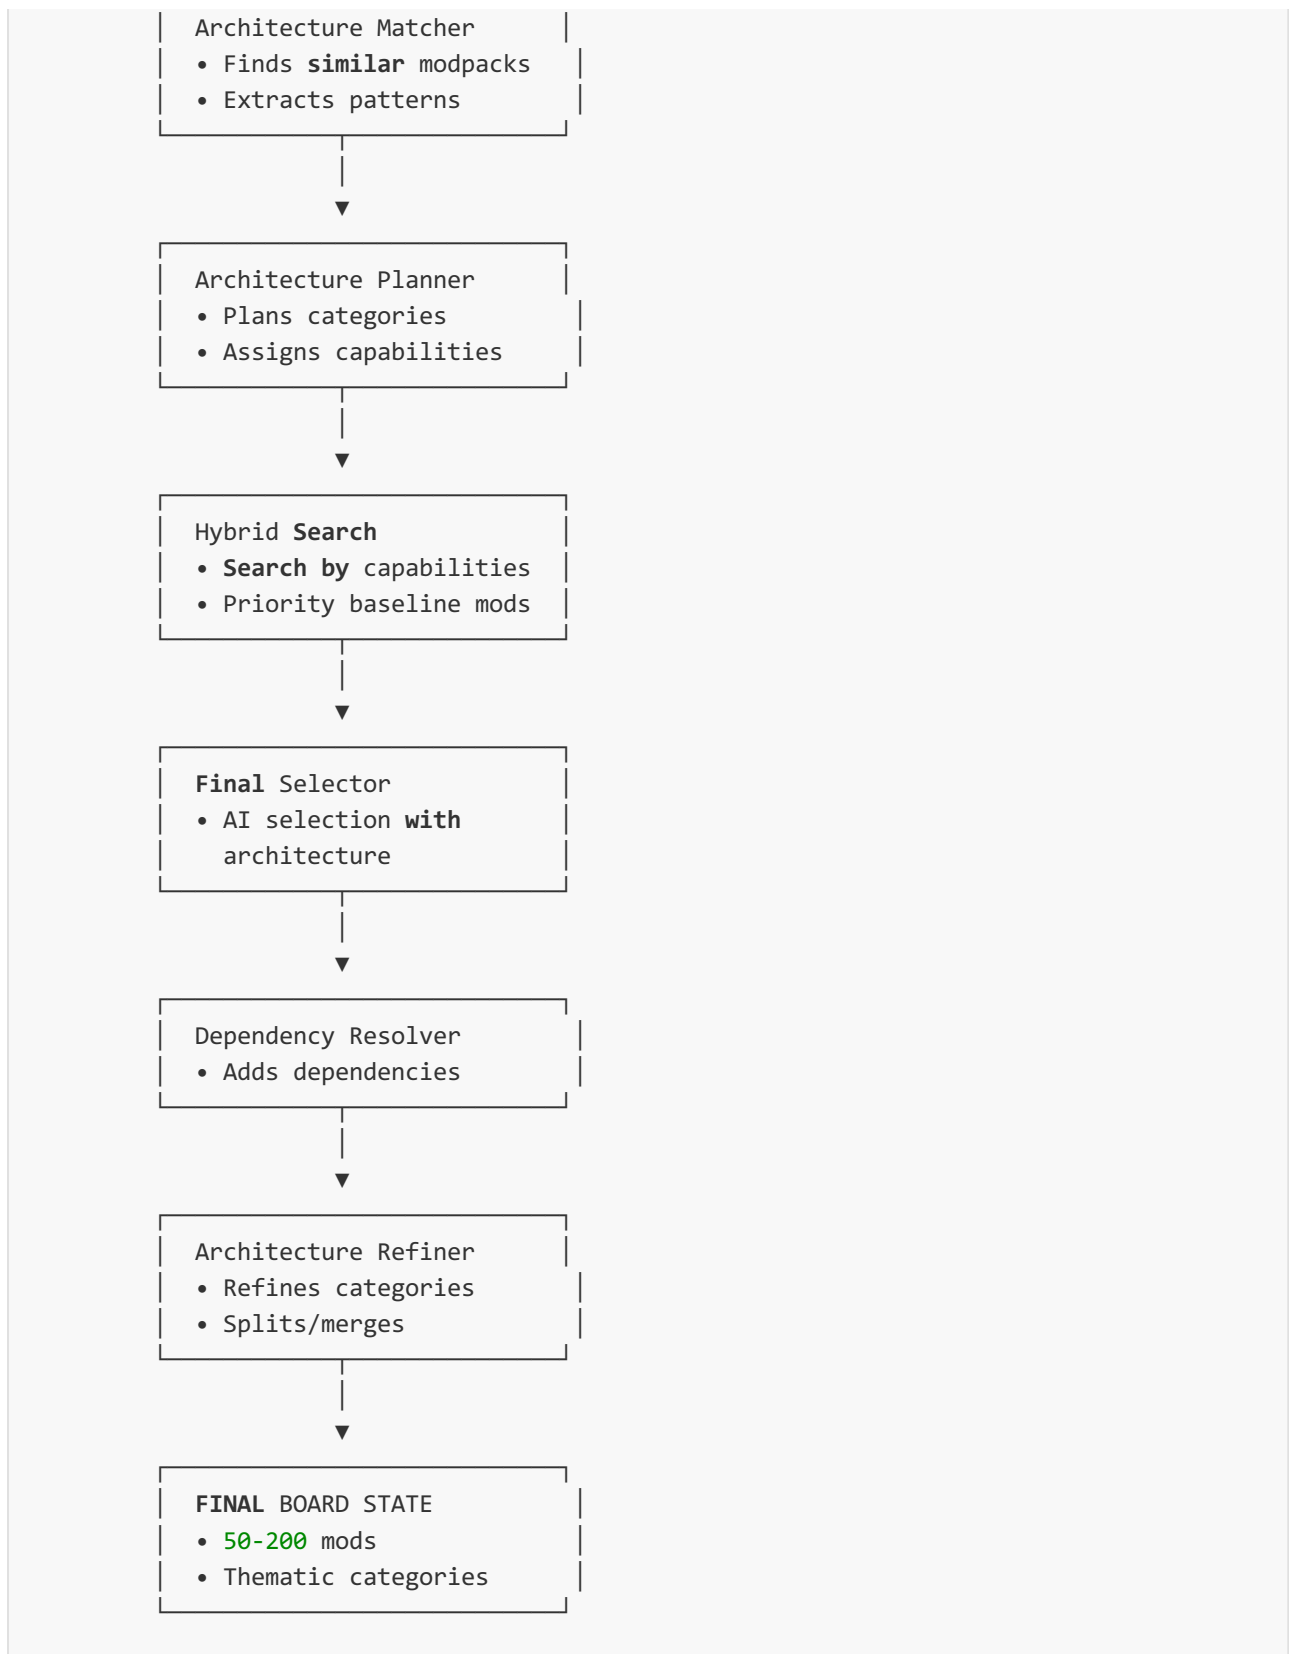 Architecture Matcher
• Finds similar modpacks
• Extracts patterns
Architecture Planner
• Plans categories
• Assigns capabilities
Hybrid Search
• Search by capabilities
• Priority baseline mods
Final Selector
• AI selection with
architecture
Dependency Resolver
• Adds dependencies
Architecture Refiner
• Refines categories
• Splits/merges
FINAL BOARD STATE
• 50-200 mods
• Thematic categories